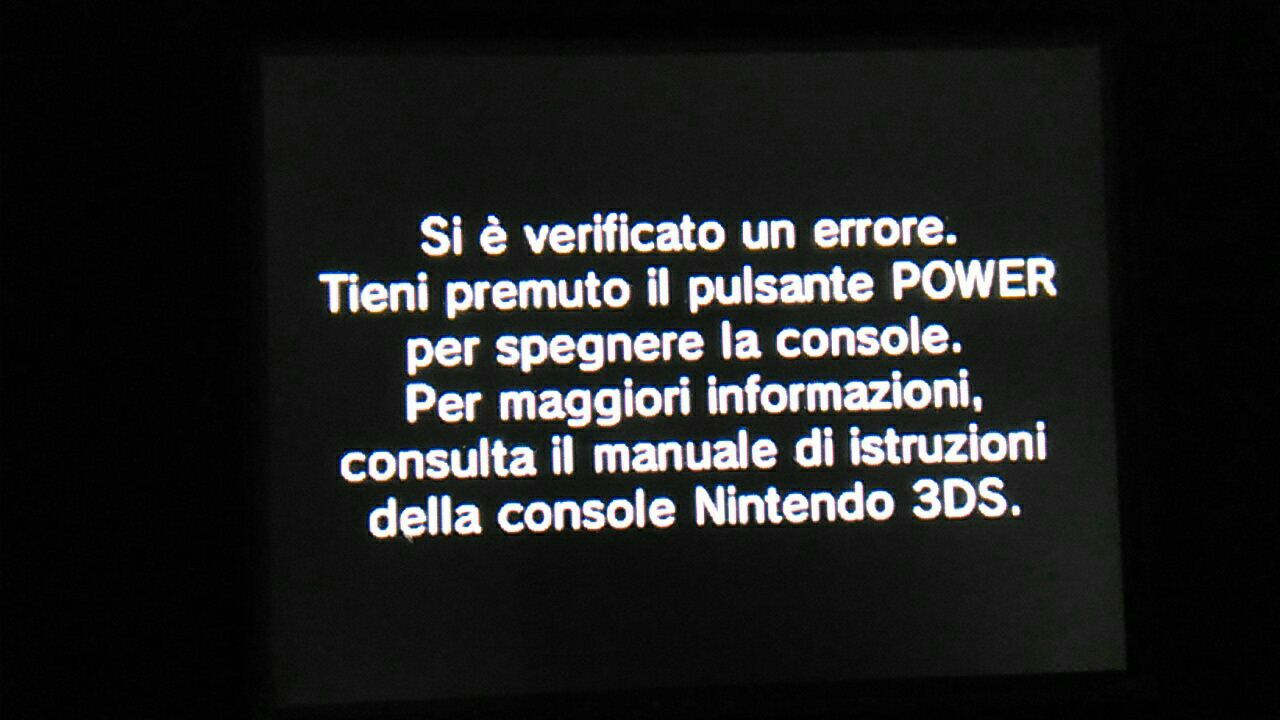 Si è verificato un errore.
Tieni premuto il pulsante POWER
per spegnere la console.
Per maggiori informazioni,
consulta il manuale di istruzioni
della console Nintendo 3DS.